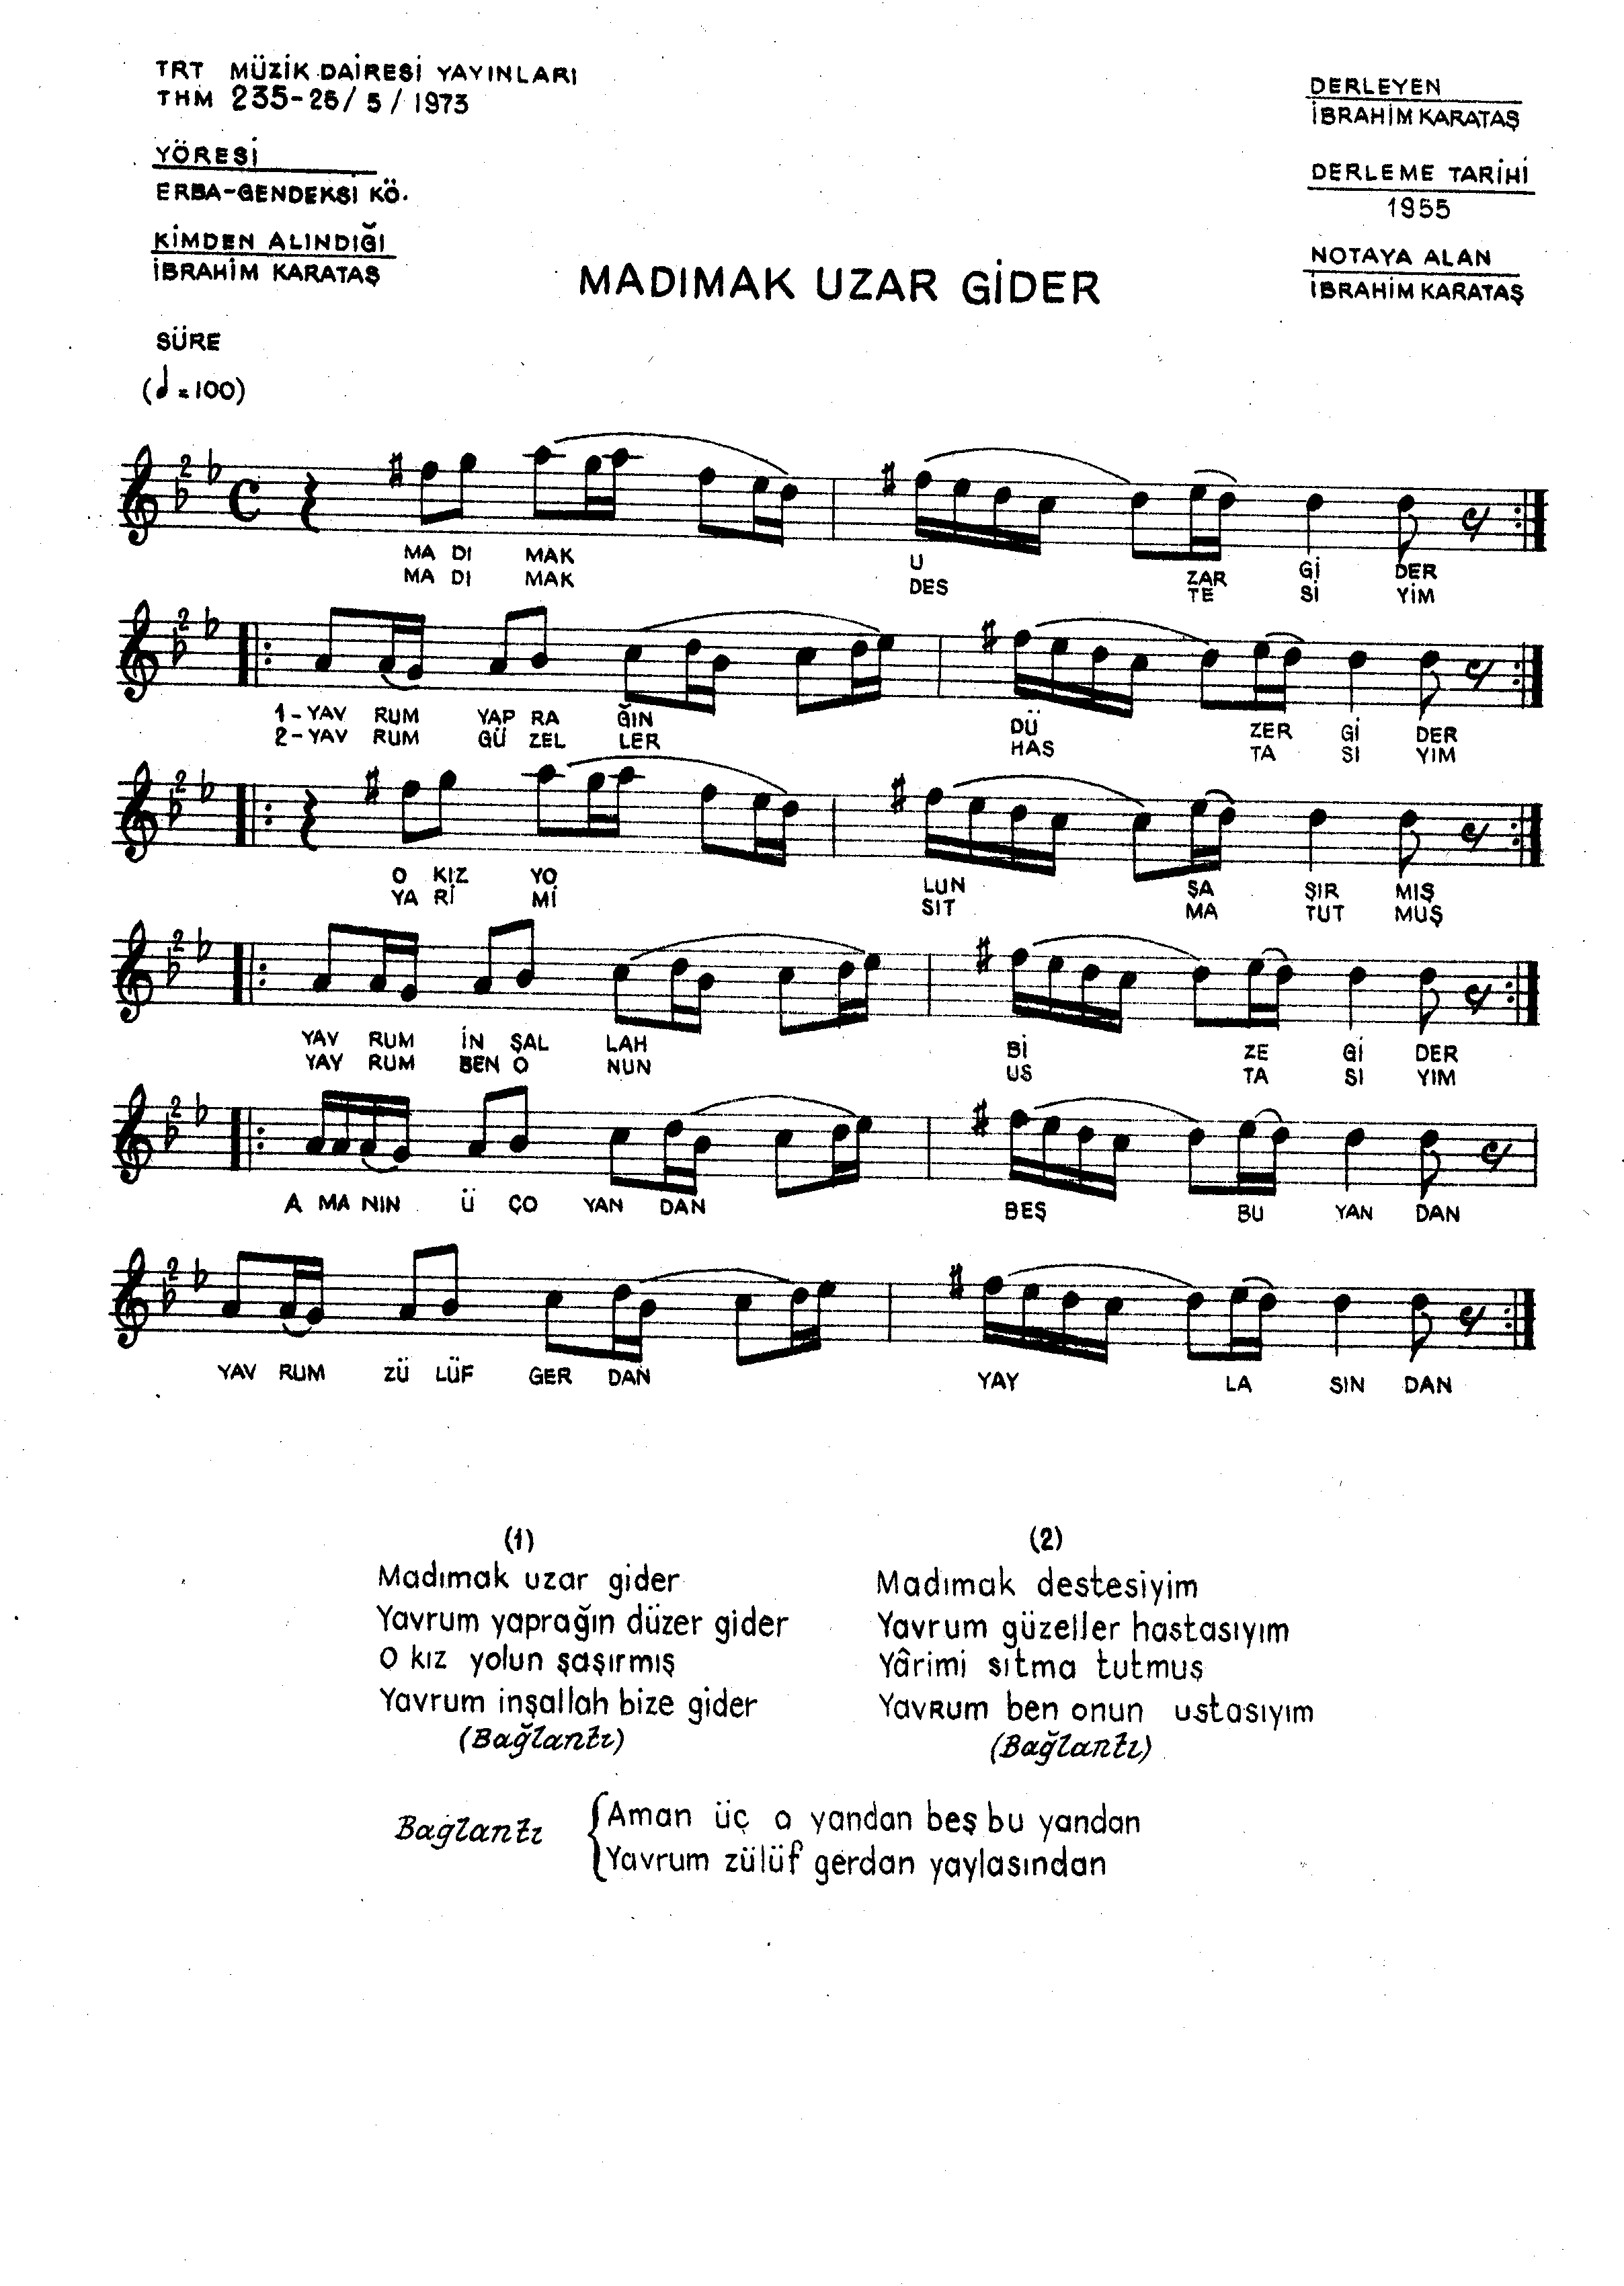 TRT MÜZİK DAİRESİ YAYINLARI
THM 235-25/5/1973
YÖRESİ
ERBA-GENDEKSİ KÖ.
KİMDEN ALINDIĞI
İBRAHİM KARATAŞ
SÜRE
(𝅗𝅥=100)
DERLEYEN
İBRAHİM KARATAŞ
DERLEME TARİHİ
1955
NOTAYA ALAN
İBRAHİM KARATAŞ
MADIMAK UZAR GİDER
MA DI MAK U ZAR Gİ DER
MA DI MAK DES TE Sİ YİM
1-YAV RUM YAP RA ĞIN DÜ ZER Gİ DER
2-YAV RUM GÜ ZEL LER HAS TA SI YIM
O KIZ YO LUN ŞA ŞIR MIŞ
YA Rİ Mİ SIT MA TUT MUŞ
YAV RUM İN ŞAL LAH Bİ ZE Gİ DER
YAV RUM BEN O NUN US TA SI YIM
A MA NIN Ü ÇO YAN DAN BEŞ BU YAN DAN
YAV RUM ZÜ LÜF GER DAN YAY LA SIN DAN
(1)
Madımak uzar gider
Yavrum yaprağın düzer gider
O kız yolun şaşırmış
Yavrum inşallah bize gider
(Bağlantı)
(2)
Madımak destesiyim
Yavrum güzeller hastasıyım
Yârimi sıtma tutmuş
Yavrum ben onun ustasıyım
(Bağlantı)
Bağlantı
Aman üç o yandan beş bu yandan
Yavrum zülüf gerdan yaylasından